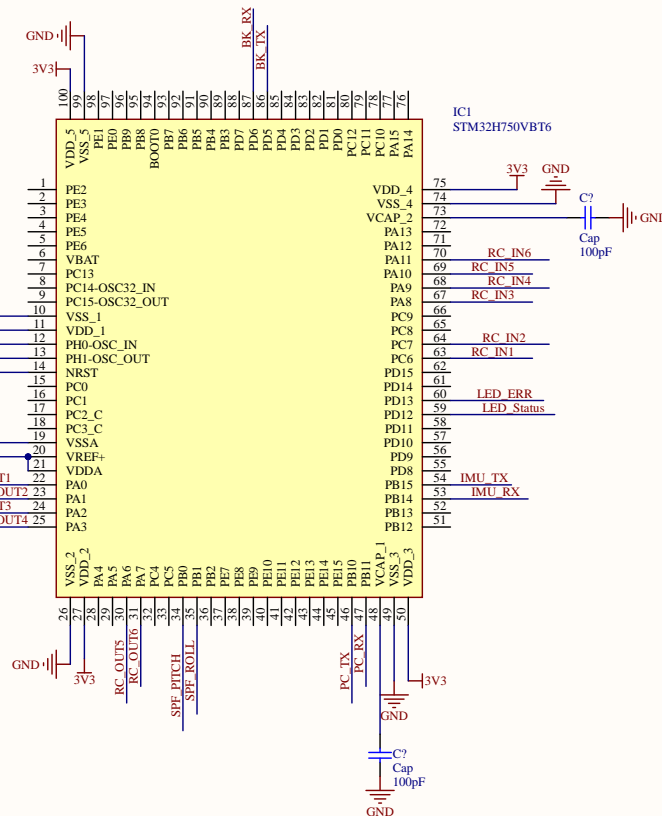 GND
3V3
BK_RX
BK_TX
100
99
98
97
96
95
94
93
92
91
90
89
88
87
86
85
84
83
82
81
80
79
78
77
76
VDD_5
VSS_5
PE1
PE0
PB9
PB8
BOOT0
PB7
PB6
PB5
PB4
PB3
PD7
PD6
PD5
PD4
PD3
PD2
PD1
PD0
PC12
PC11
PC10
PA15
PA14
IC1
STM32H750VBT6
1 PE2
2 PE3
3 PE4
4 PE5
5 PE6
6 VBAT
7 PC13
8 PC14-OSC32_IN
9 PC15-OSC32_OUT
10 VSS_1
11 VDD_1
12 PH0-OSC_IN
13 PH1-OSC_OUT
14 NRST
15 PC0
16 PC1
17 PC2_C
18 PC3_C
19 VSSA
20 VREF+
21 VDDA
T1 22 PA0
OUT2 23 PA1
T3 24 PA2
OUT4 25 PA3
VDD_4 75 3V3
VSS_4 74 GND
VCAP_2 73
C?
Cap
100pF
GND
PA13 72
PA12 71
PA11 70 RC_IN6
PA10 69 RC_IN5
PA9 68 RC_IN4
PA8 67 RC_IN3
PC9 66
PC8 65
PC7 64 RC_IN2
PC6 63 RC_IN1
PD15 62
PD14 61
PD13 60 LED_ERR
PD12 59 LED_Status
PD11 58
PD10 57
PD9 56
PD8 55
PB15 54 IMU_TX
PB14 53 IMU_RX
PB13 52
PB12 51
VSS_2
VDD_2
PA4
PA5
PA6
PA7
PC4
PC5
PB0
PB1
PB2
PE7
PE8
PE9
PE10
PE11
PE12
PE13
PE14
PE15
PB10
PB11
VCAP_1
VSS_3
VDD_3
26
27
28
29
30
31
32
33
34
35
36
37
38
39
40
41
42
43
44
45
46
47
48
49
50
GND
3V3
RC_OUT5
RC_OUT6
SPF_PITCH
SPF_ROLL
PC_TX
PC_RX
3V3
GND
C?
Cap
100pF
GND